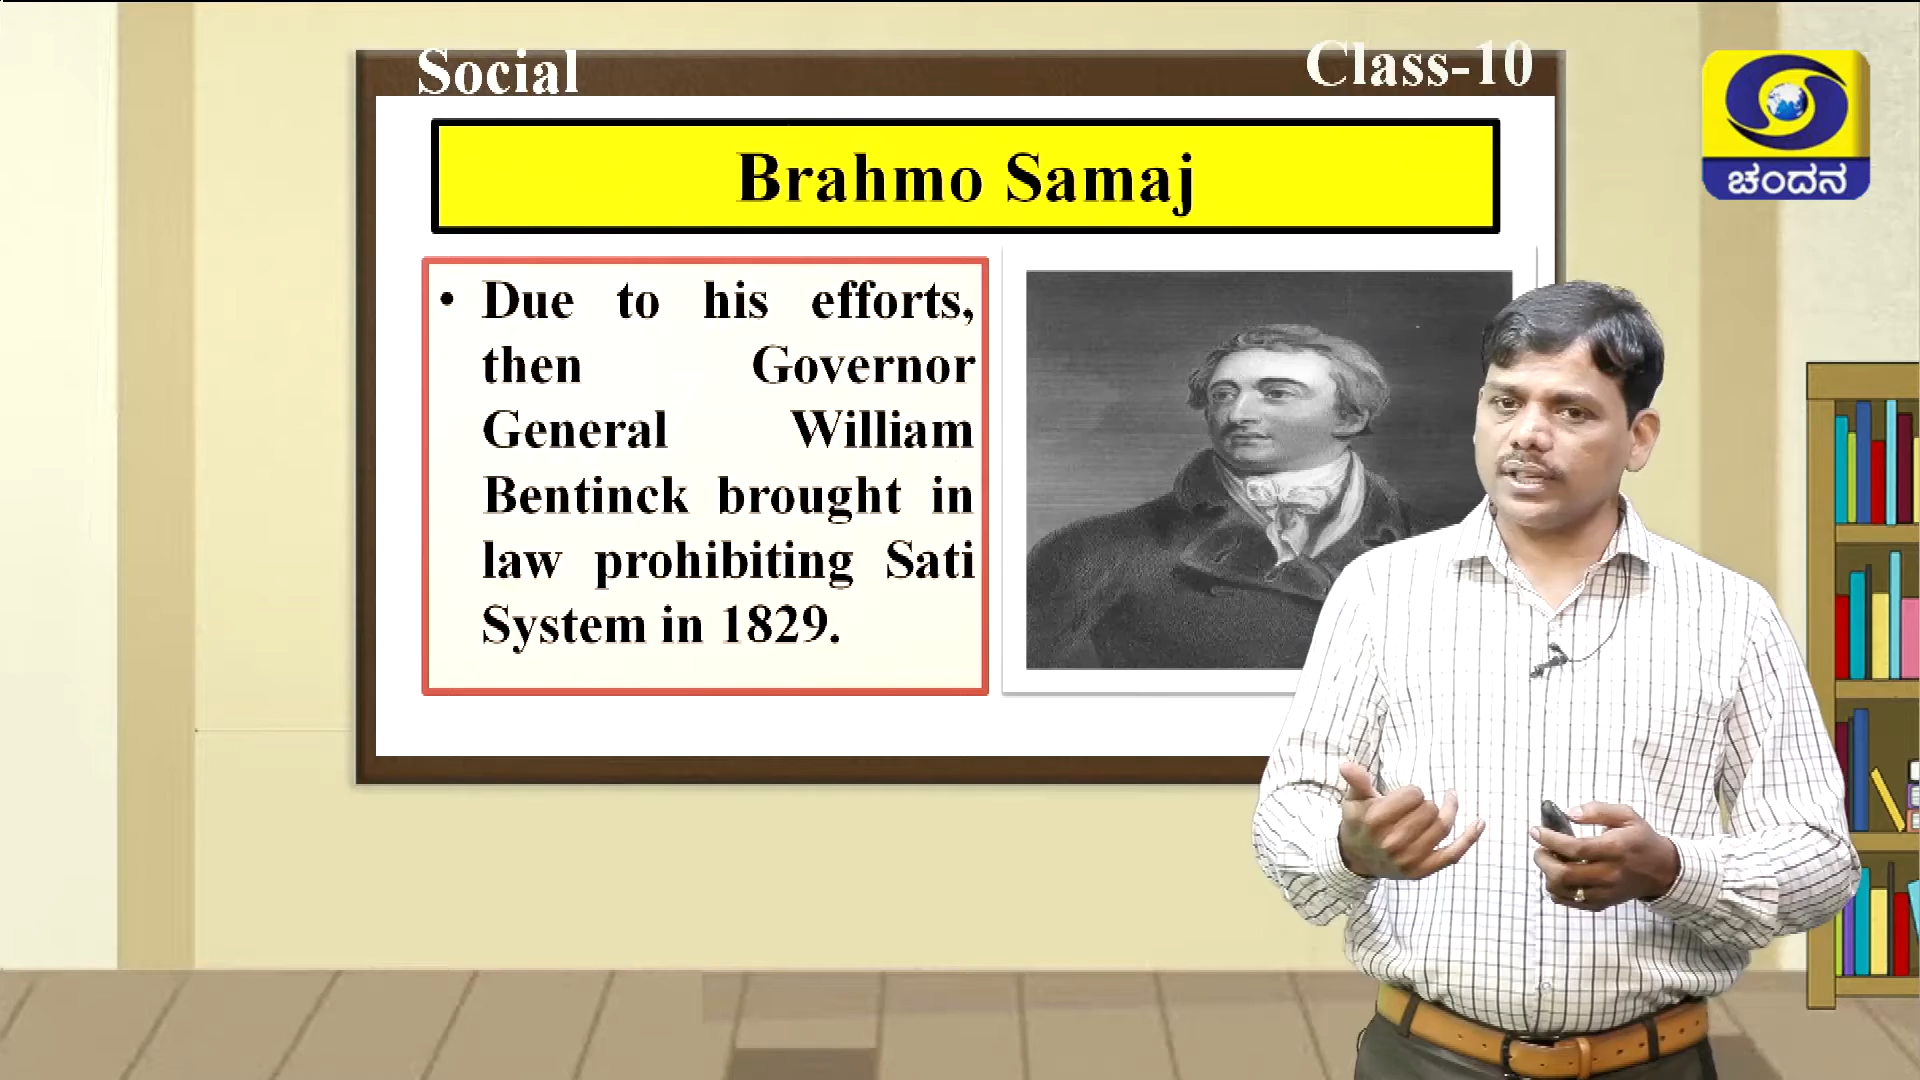 Social
Class-10
ಚಂದನ
Brahmo Samaj
• Due to his efforts,
then Governor
General William
Bentinck brought in
law prohibiting Sati
System in 1829.